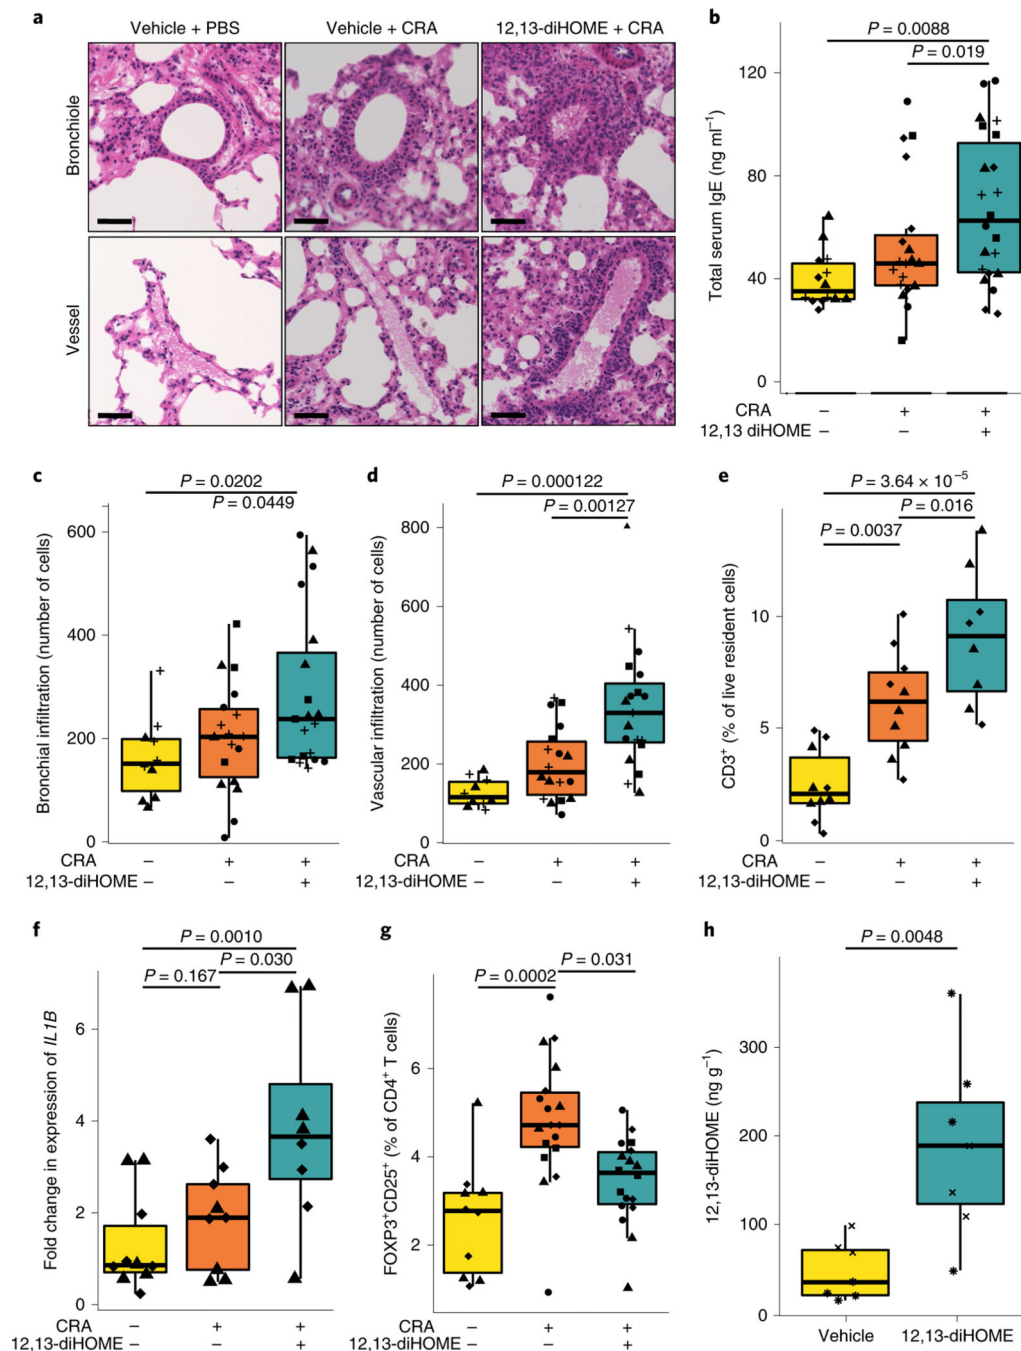 a
Vehicle + PBS
Vehicle + CRA
12,13-diHOME + CRA
Bronchiole
Vessel
b
P = 0.0088
P = 0.019
Total serum IgE (ng ml⁻¹)
120
80
40
0
CRA – + +
12,13 diHOME – – +
c
P = 0.0202
P = 0.0449
Bronchial infiltration (number of cells)
600
400
200
0
CRA – + +
12,13-diHOME – – +
d
P = 0.000122
P = 0.00127
Vascular infiltration (number of cells)
800
600
400
200
0
CRA – + +
12,13-diHOME – – +
e
P = 3.64 × 10⁻⁵
P = 0.016
P = 0.0037
CD3⁺ (% of live resident cells)
10
5
0
CRA – + +
12,13-diHOME – – +
f
P = 0.0010
P = 0.030
P = 0.167
Fold change in expression of IL1B
6
4
2
0
CRA – + +
12,13-diHOME – – +
g
P = 0.031
P = 0.0002
FOXP3⁺CD25⁺ (% of CD4⁺ T cells)
6
4
2
CRA – + +
12,13-diHOME – – +
h
P = 0.0048
12,13-diHOME (ng g⁻¹)
300
200
100
0
Vehicle
12,13-diHOME